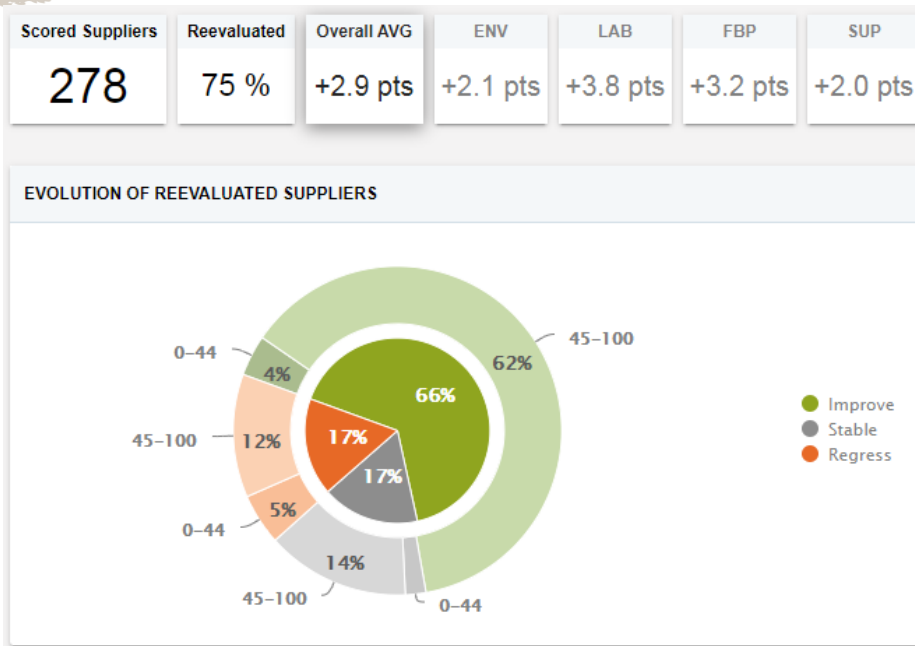 Scored Suppliers
278
Reevaluated
75 %
Overall AVG
+2.9 pts
ENV
+2.1 pts
LAB
+3.8 pts
FBP
+3.2 pts
SUP
+2.0 pts
EVOLUTION OF REEVALUATED SUPPLIERS
0-44
4%
45-100
62%
66%
45-100
12%
17%
17%
0-44
5%
14%
45-100
0-44
Improve
Stable
Regress